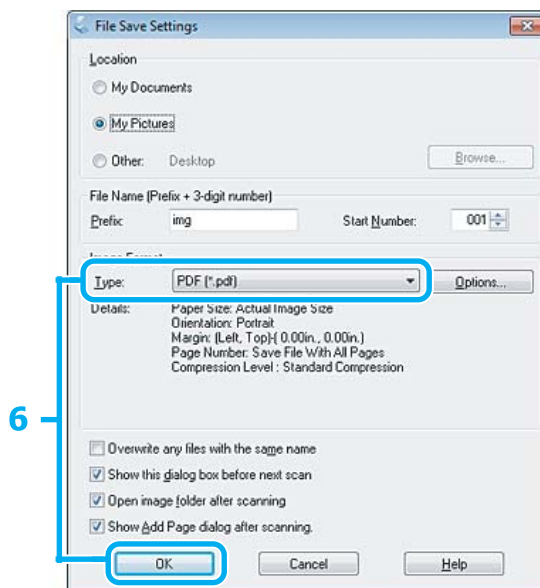 File Save Settings
Location
My Documents
My Pictures
Other: Desktop Browse...
File Name (Prefix + 3-digit number)
Prefix: img Start Number: 001
Image Format
Type: PDF (*.pdf) Options...
Details: Paper Size: Actual Image Size
Orientation: Portrait
Margin: (Left, Top)( 0.00in., 0.00in.)
Page Number: Save File With All Pages
Compression Level : Standard Compression
6
Overwrite any files with the same name
Show this dialog box before next scan
Open image folder after scanning
Show Add Page dialog after scanning.
OK Cancel Help